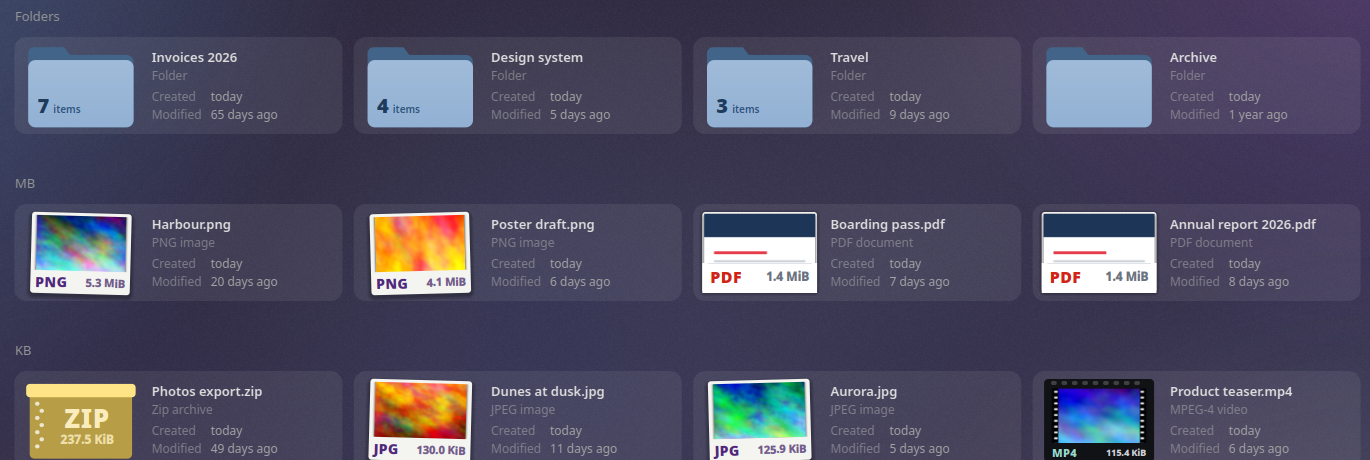 Folders
7 items
Invoices 2026
Folder
Created today
Modified 65 days ago
4 items
Design system
Folder
Created today
Modified 5 days ago
3 items
Travel
Folder
Created today
Modified 9 days ago
Archive
Folder
Created today
Modified 1 year ago
MB
PNG 5.3 MiB
Harbour.png
PNG image
Created today
Modified 20 days ago
PNG 4.1 MiB
Poster draft.png
PNG image
Created today
Modified 6 days ago
PDF 1.4 MiB
Boarding pass.pdf
PDF document
Created today
Modified 7 days ago
PDF 1.4 MiB
Annual report 2026.pdf
PDF document
Created today
Modified 8 days ago
KB
ZIP
237.5 KiB
Photos export.zip
Zip archive
Created today
Modified 49 days ago
JPG 130.0 KiB
Dunes at dusk.jpg
JPEG image
Created today
Modified 11 days ago
JPG 125.9 KiB
Aurora.jpg
JPEG image
Created today
Modified 5 days ago
MP4 115.4 KiB
Product teaser.mp4
MPEG-4 video
Created today
Modified 6 days ago